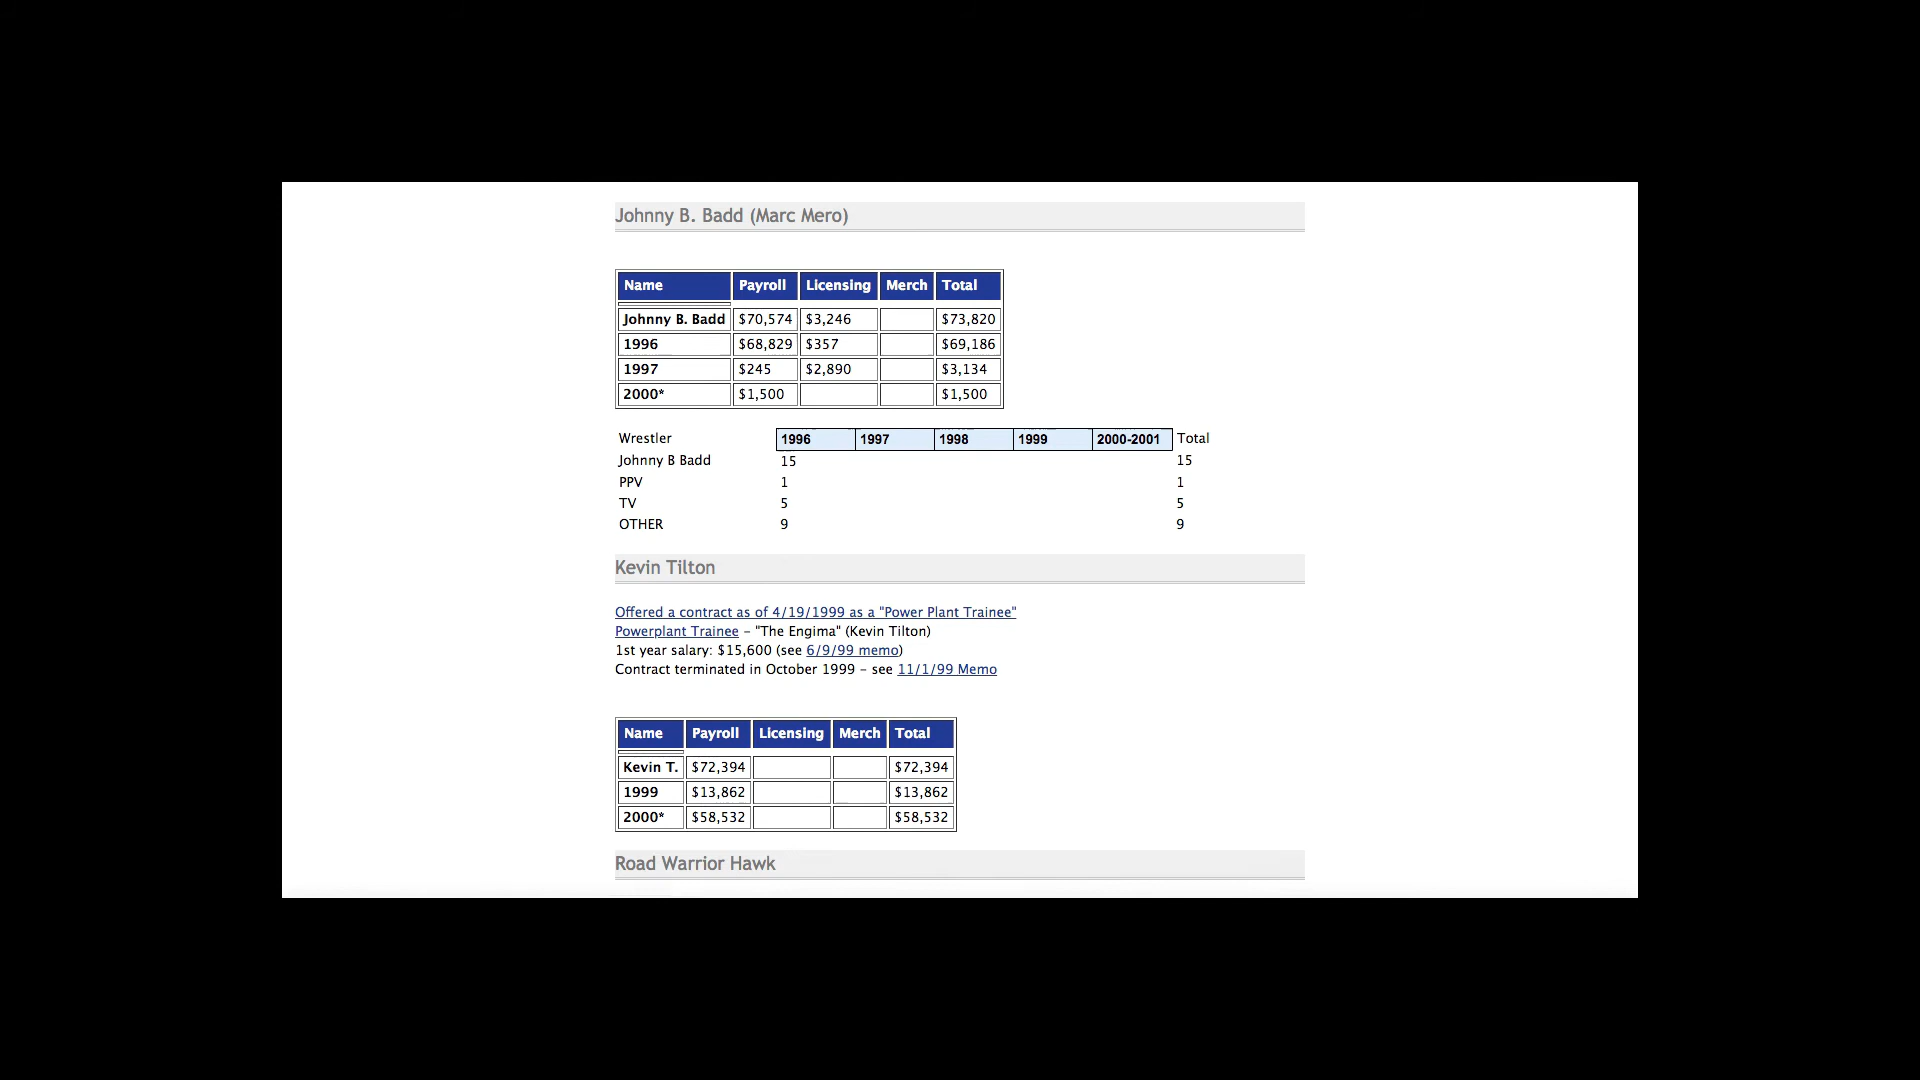 Johnny B. Badd (Marc Mero)
Name Payroll Licensing Merch Total
Johnny B. Badd $70,574 $3,246 $73,820
1996 $68,829 $357 $69,186
1997 $245 $2,890 $3,134
2000* $1,500 $1,500
Wrestler 1996 1997 1998 1999 2000-2001 Total
Johnny B Badd 15 15
PPV 1 1
TV 5 5
OTHER 9 9
Kevin Tilton
Offered a contract as of 4/19/1999 as a "Power Plant Trainee"
Powerplant Trainee – "The Engima" (Kevin Tilton)
1st year salary: $15,600 (see 6/9/99 memo)
Contract terminated in October 1999 – see 11/1/99 Memo
Name Payroll Licensing Merch Total
Kevin T. $72,394 $72,394
1999 $13,862 $13,862
2000* $58,532 $58,532
Road Warrior Hawk